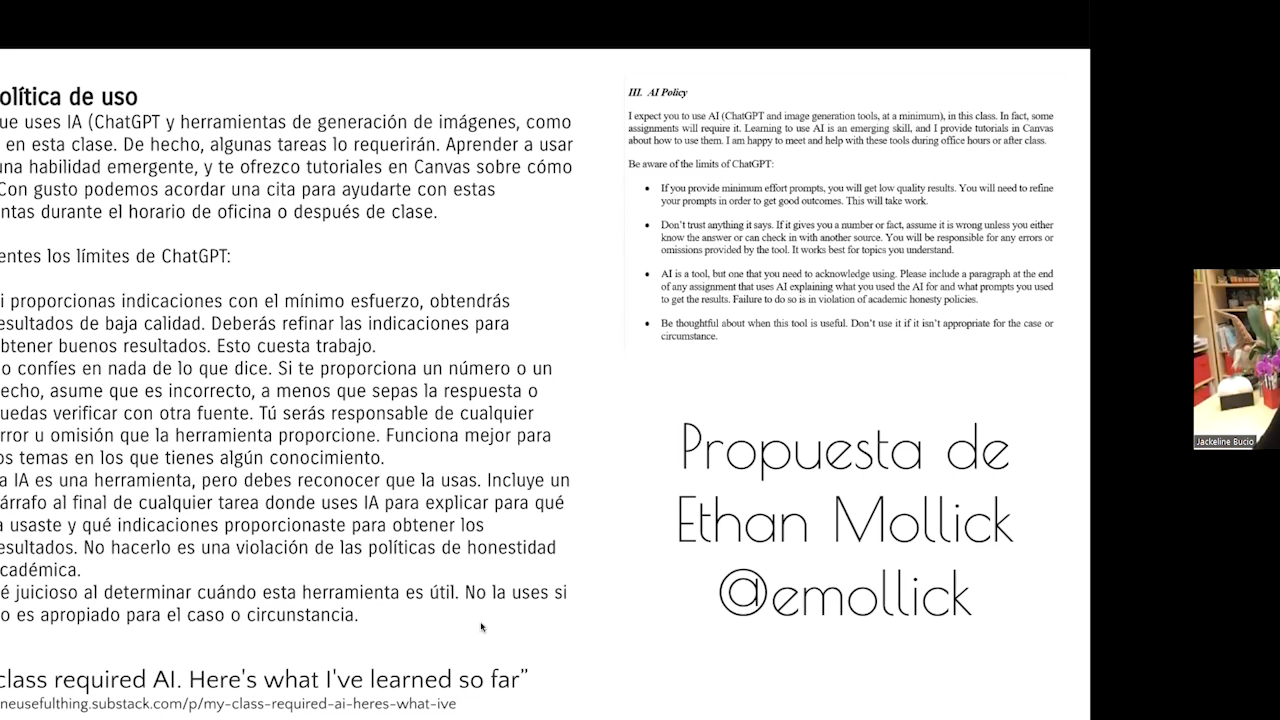 olítica de uso
ue uses IA (ChatGPT y herramientas de generación de imágenes, como
en esta clase. De hecho, algunas tareas lo requerirán. Aprender a usar
una habilidad emergente, y te ofrezco tutoriales en Canvas sobre cómo
Con gusto podemos acordar una cita para ayudarte con estas
ntas durante el horario de oficina o después de clase.
entes los límites de ChatGPT:
i proporcionas indicaciones con el mínimo esfuerzo, obtendrás
esultados de baja calidad. Deberás refinar las indicaciones para
btener buenos resultados. Esto cuesta trabajo.
o confíes en nada de lo que dice. Si te proporciona un número o un
echo, asume que es incorrecto, a menos que sepas la respuesta o
uedas verificar con otra fuente. Tú serás responsable de cualquier
rror u omisión que la herramienta proporcione. Funciona mejor para
os temas en los que tienes algún conocimiento.
a IA es una herramienta, pero debes reconocer que la usas. Incluye un
árrafo al final de cualquier tarea donde uses IA para explicar para qué
a usaste y qué indicaciones proporcionaste para obtener los
esultados. No hacerlo es una violación de las políticas de honestidad
cadémica.
é juicioso al determinar cuándo esta herramienta es útil. No la uses si
o es apropiado para el caso o circunstancia.
class required AI. Here's what I've learned so far”
neusefulthing.substack.com/p/my-class-required-ai-heres-what-ive
III. AI Policy
I expect you to use AI (ChatGPT and image generation tools, at a minimum), in this class. In fact, some
assignments will require it. Learning to use AI is an emerging skill, and I provide tutorials in Canvas
about how to use them. I am happy to meet and help with these tools during office hours or after class.
Be aware of the limits of ChatGPT:
• If you provide minimum effort prompts, you will get low quality results. You will need to refine
your prompts in order to get good outcomes. This will take work.
• Don't trust anything it says. If it gives you a number or fact, assume it is wrong unless you either
know the answer or can check in with another source. You will be responsible for any errors or
omissions provided by the tool. It works best for topics you understand.
• AI is a tool, but one that you need to acknowledge using. Please include a paragraph at the end
of any assignment that uses AI explaining what you used the AI for and what prompts you used
to get the results. Failure to do so is in violation of academic honesty policies.
• Be thoughtful about when this tool is useful. Don't use it if it isn't appropriate for the case or
circumstance.
Propuesta de
Ethan Mollick
@emollick
Jackeline Bucio